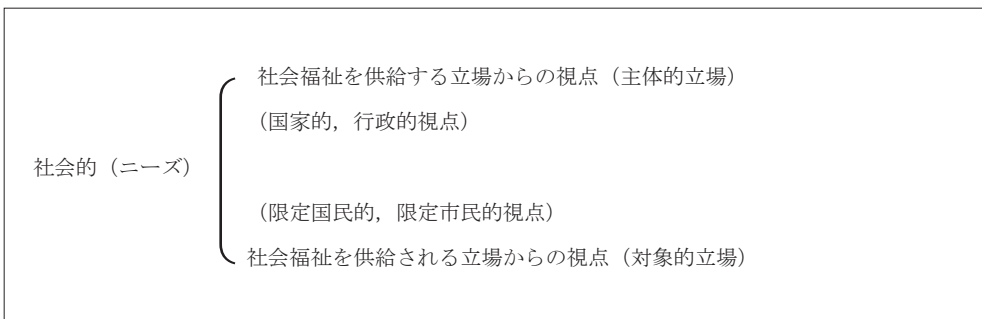 社会福祉を供給する立場からの視点（主体的立場）
（国家的，行政的視点）
社会的（ニーズ）
（限定国民的，限定市民的視点）
社会福祉を供給される立場からの視点（対象的立場）